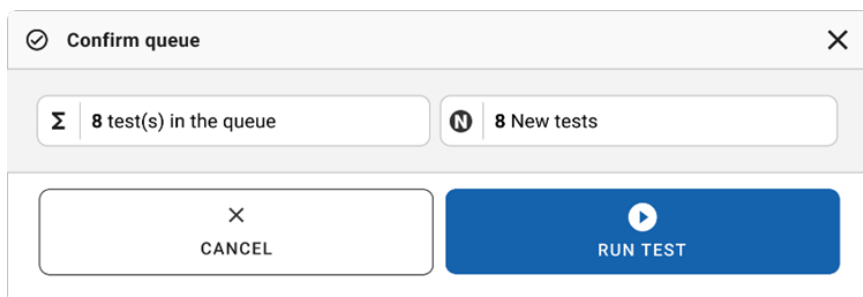 Confirm queue
Σ 8 test(s) in the queue
N 8 New tests
CANCEL
RUN TEST